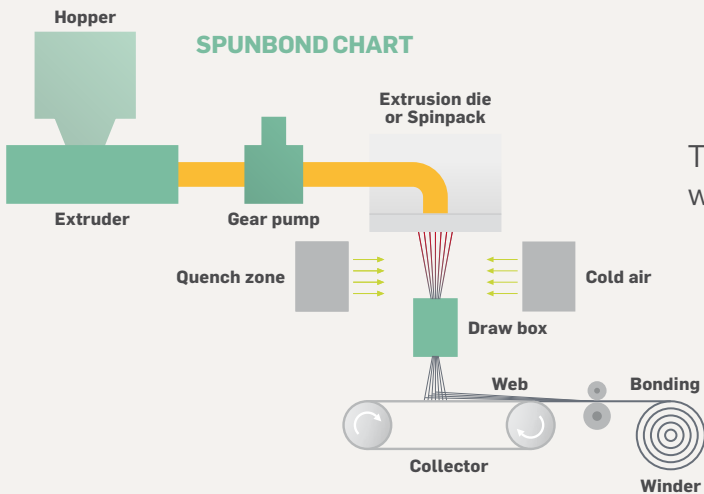 Hopper
SPUNBOND CHART
Extrusion die
or Spinpack
Extruder
Gear pump
Quench zone
Cold air
Draw box
Web
Bonding
Collector
Winder